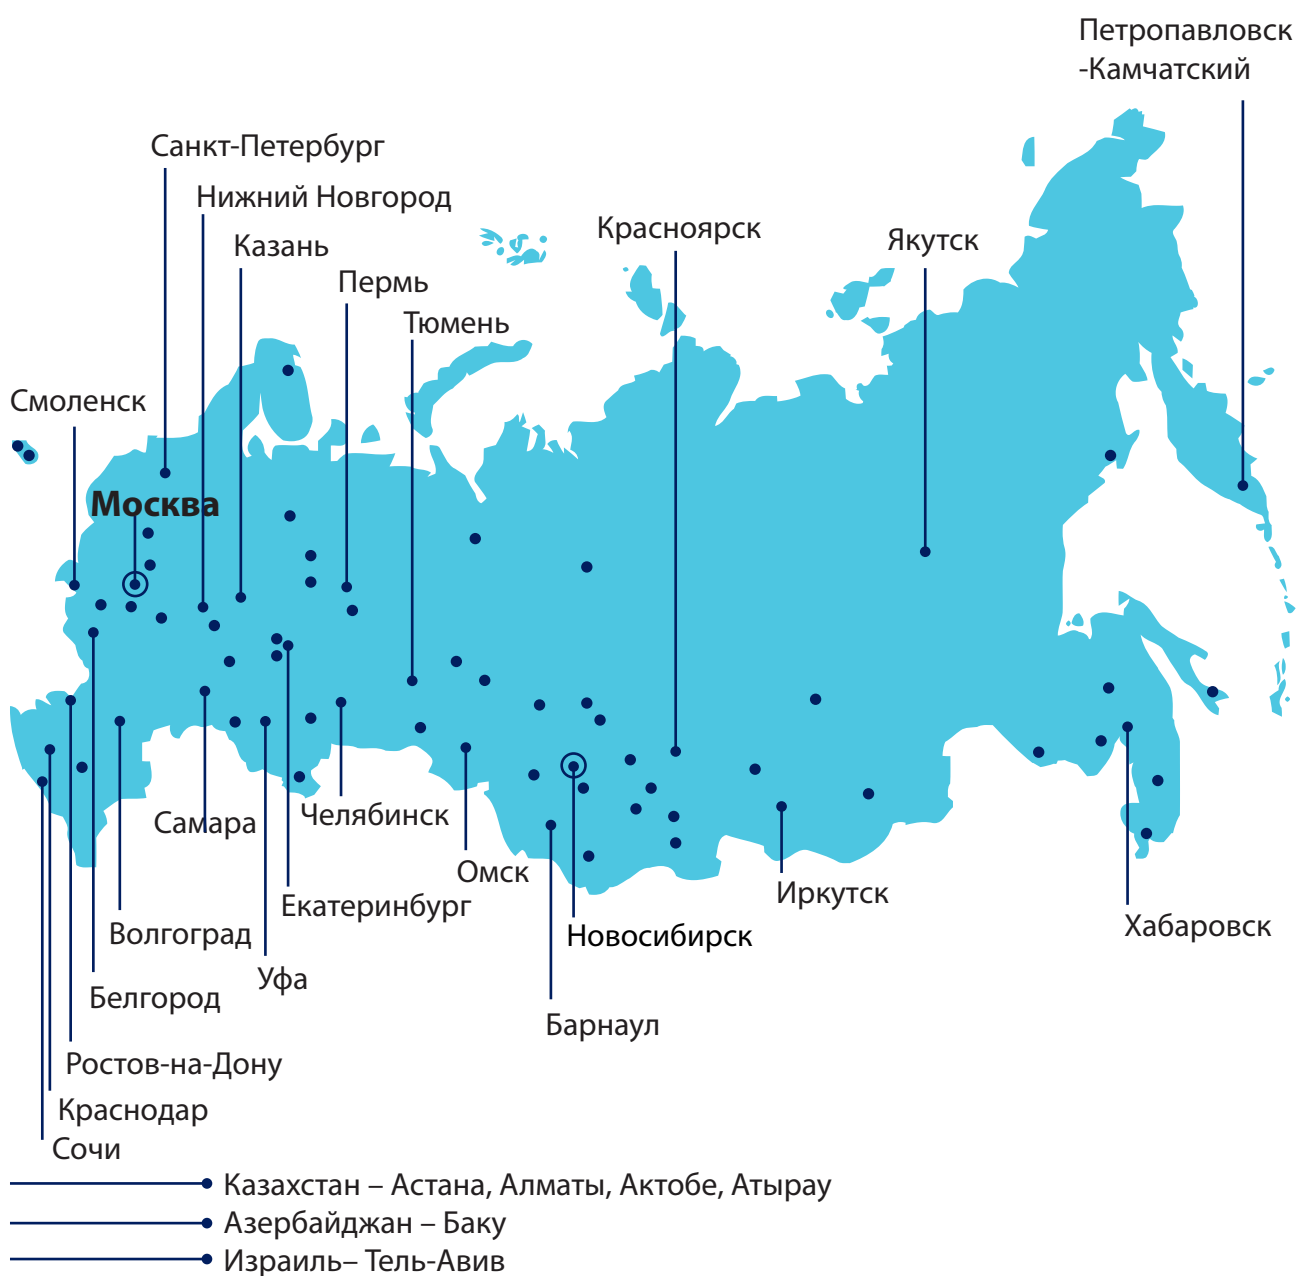 Петропавловск
-Камчатский
Санкт-Петербург
Нижний Новгород
Казань
Красноярск
Якутск
Пермь
Тюмень
Смоленск
Москва
Самара
Челябинск
Омск
Екатеринбург
Иркутск
Волгоград
Новосибирск
Хабаровск
Уфа
Белгород
Барнаул
Ростов-на-Дону
Краснодар
Сочи
Казахстан – Астана, Алматы, Актобе, Атырау
Азербайджан – Баку
Израиль– Тель-Авив